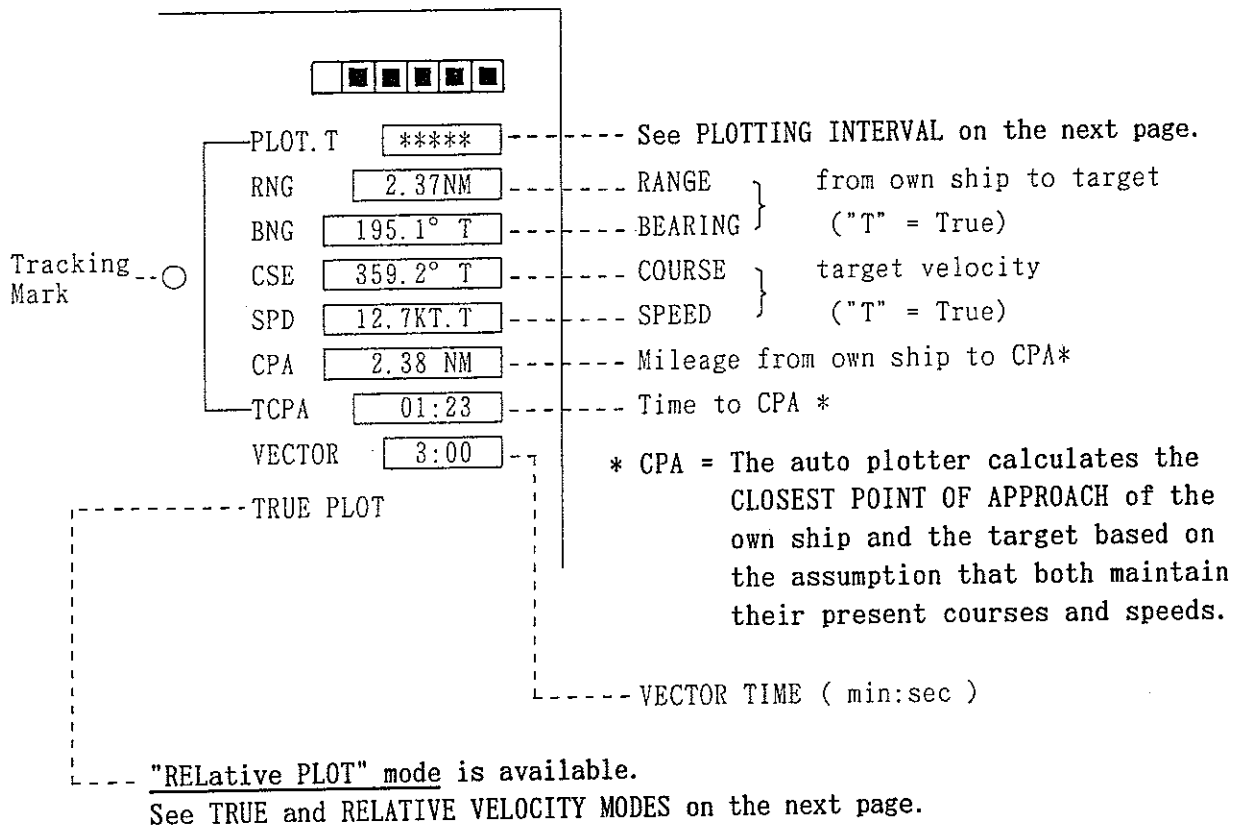 PLOT. T ***** See PLOTTING INTERVAL on the next page.
RNG 2.37NM RANGE from own ship to target
BNG 195.1° T BEARING ("T" = True)
Tracking Mark
CSE 359.2° T COURSE target velocity
SPD 12.7KT.T SPEED ("T" = True)
CPA 2.38 NM Mileage from own ship to CPA*
TCPA 01:23 Time to CPA *
VECTOR 3:00
* CPA = The auto plotter calculates the
TRUE PLOT
CLOSEST POINT OF APPROACH of the
own ship and the target based on
the assumption that both maintain
their present courses and speeds.
VECTOR TIME ( min:sec )
"RELative PLOT" mode is available.
See TRUE and RELATIVE VELOCITY MODES on the next page.